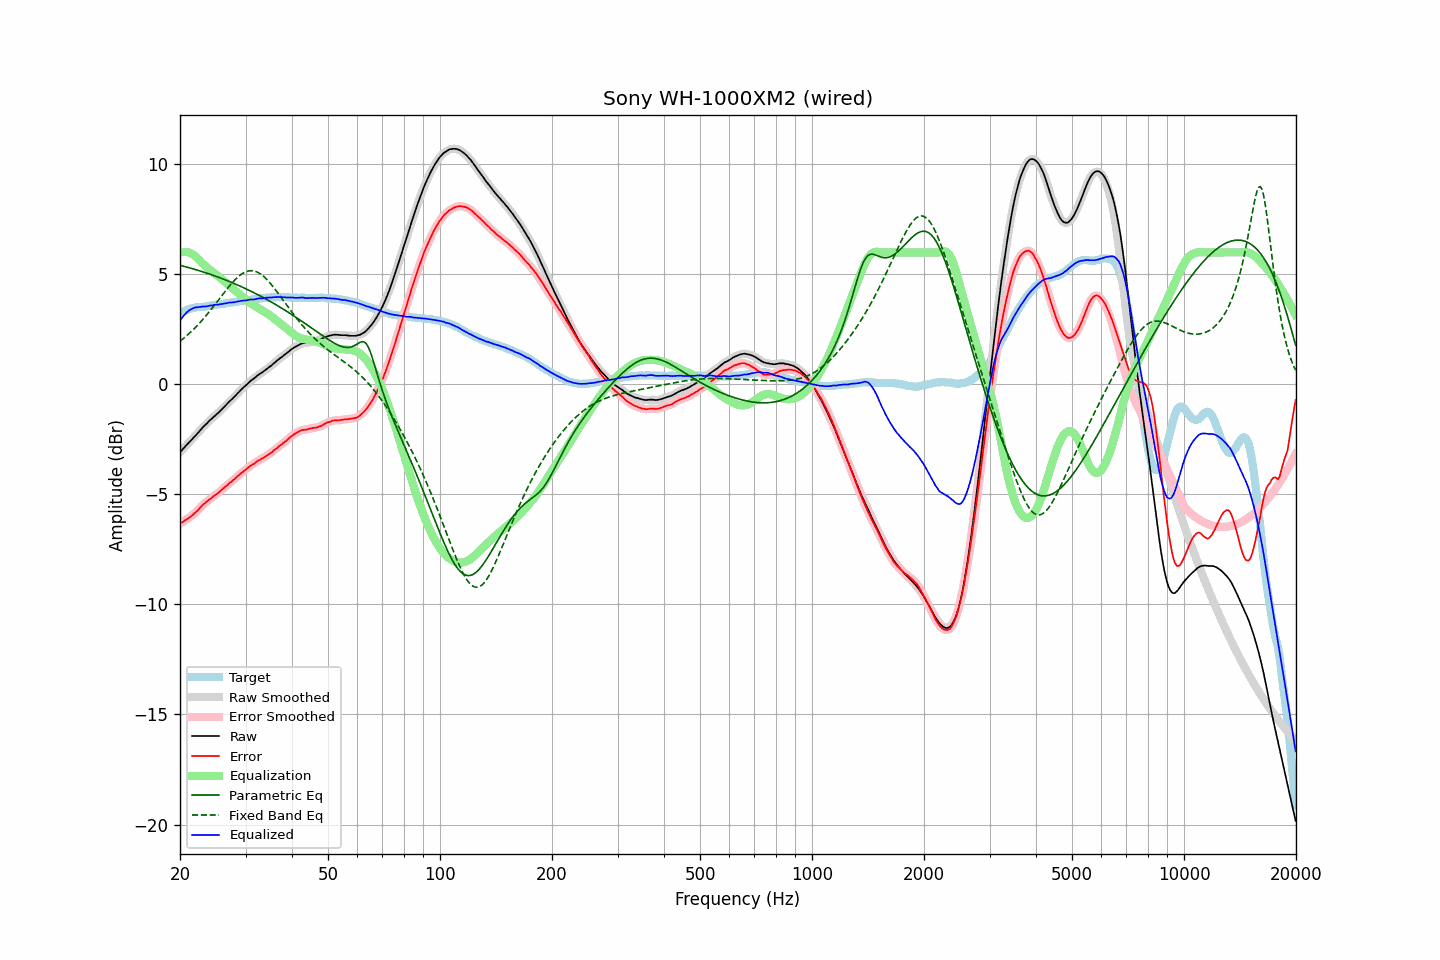 Sony WH-1000XM2 (wired)
Amplitude (dBr)
10
5
0
−5
−10
−15
−20
Target
Raw Smoothed
Error Smoothed
Raw
Error
Equalization
Parametric Eq
Fixed Band Eq
Equalized
20 50 100 200 500 1000 2000 5000 10000 20000
Frequency (Hz)